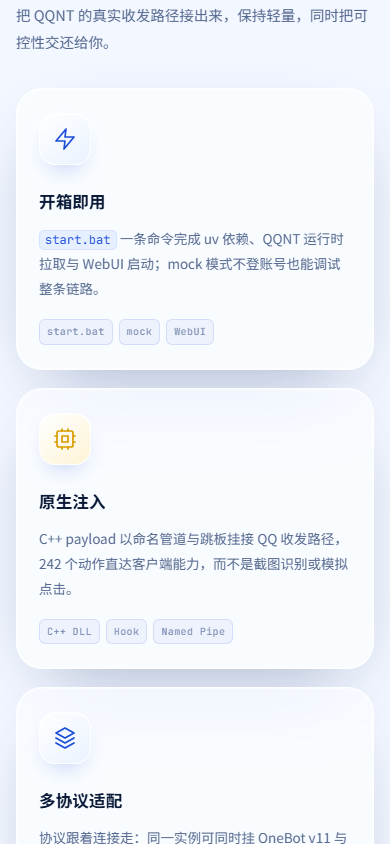 把 QQNT 的真实收发路径接出来，保持轻量，同时把可
控性交还给你。
开箱即用
start.bat 一条命令完成 uv 依赖、QQNT 运行时
拉取与 WebUI 启动；mock 模式不登账号也能调试
整条链路。
start.bat mock WebUI
原生注入
C++ payload 以命名管道与跳板挂接 QQ 收发路径，
242 个动作直达客户端能力，而不是截图识别或模拟
点击。
C++ DLL Hook Named Pipe
多协议适配
协议跟着连接走：同一实例可同时挂 OneBot v11 与